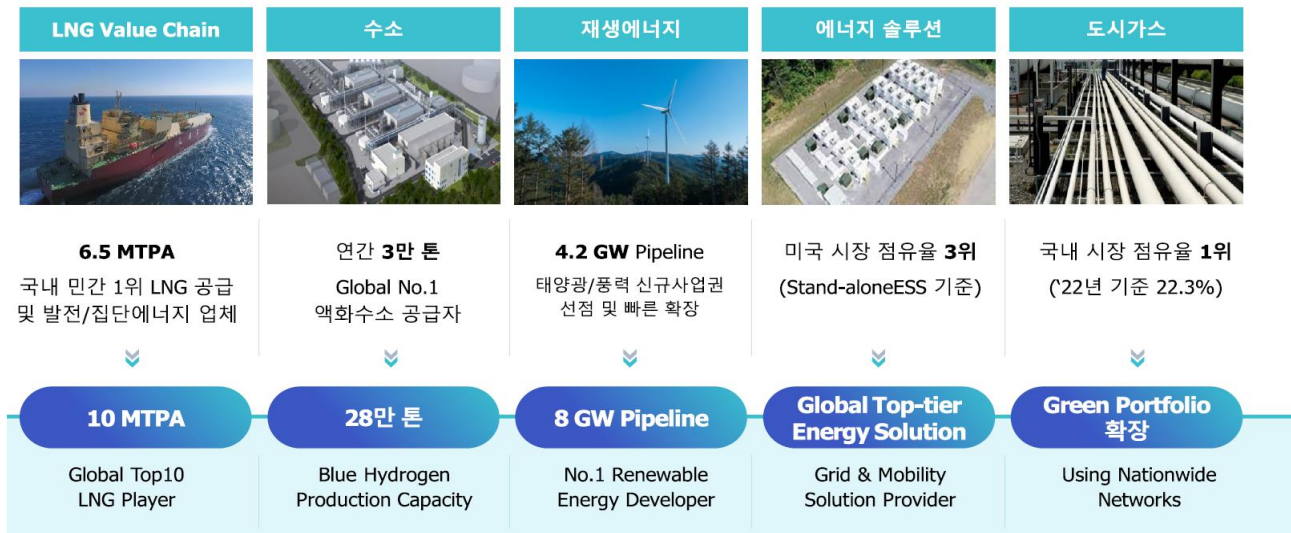 LNG Value Chain
수소
재생에너지
에너지 솔루션
도시가스
6.5 MTPA
국내 민간 1위 LNG 공급
및 발전/집단에너지 업체
연간 3만 톤
Global No.1
액화수소 공급자
4.2 GW Pipeline
태양광/풍력 신규사업권
선점 및 빠른 확장
미국 시장 점유율 3위
(Stand-aloneESS 기준)
국내 시장 점유율 1위
(‘22년 기준 22.3%)
10 MTPA
Global Top10
LNG Player
28만 톤
Blue Hydrogen
Production Capacity
8 GW Pipeline
No.1 Renewable
Energy Developer
Global Top-tier
Energy Solution
Grid & Mobility
Solution Provider
Green Portfolio
확장
Using Nationwide
Networks